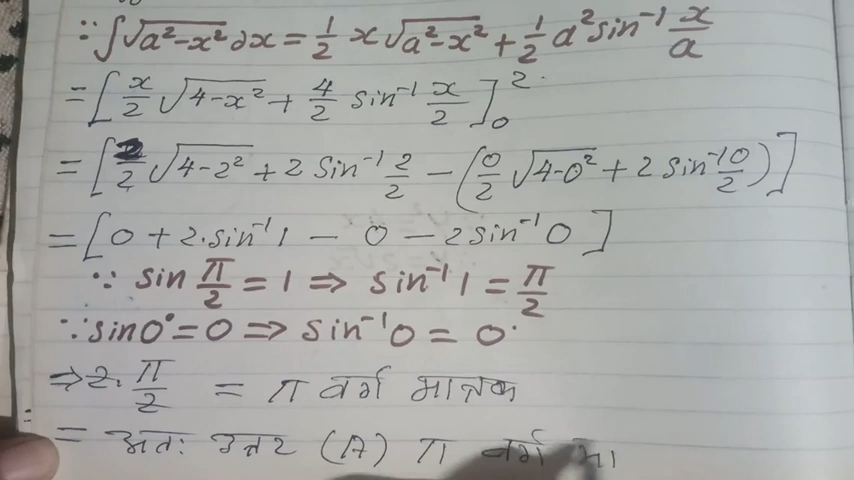 ∵ ∫√a²-x² dx = 1/2 x√a²-x² + 1/2 a² sin⁻¹ x/a
= [x/2 √4-x² + 4/2 sin⁻¹ x/2]₀²
= [2/2 √4-2² + 2 sin⁻¹ 2/2 - (0/2 √4-0² + 2 sin⁻¹ 0/2)]
= [0 + 2·sin⁻¹1 - 0 - 2 sin⁻¹0]
∵ sin π/2 = 1 ⇒ sin⁻¹1 = π/2
∵ sin0° = 0 ⇒ sin⁻¹0 = 0
⇒ 2· π/2 = π वर्ग मात्रक
= अतः उत्तर (A) π वर्ग मा